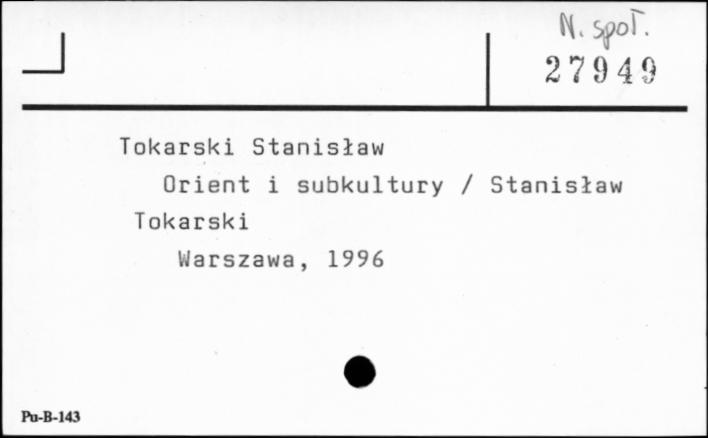 N. społ.
27949
Tokarski Stanisław
Orient i subkultury / Stanisław
Tokarski
Warszawa, 1996
Pu-B-143